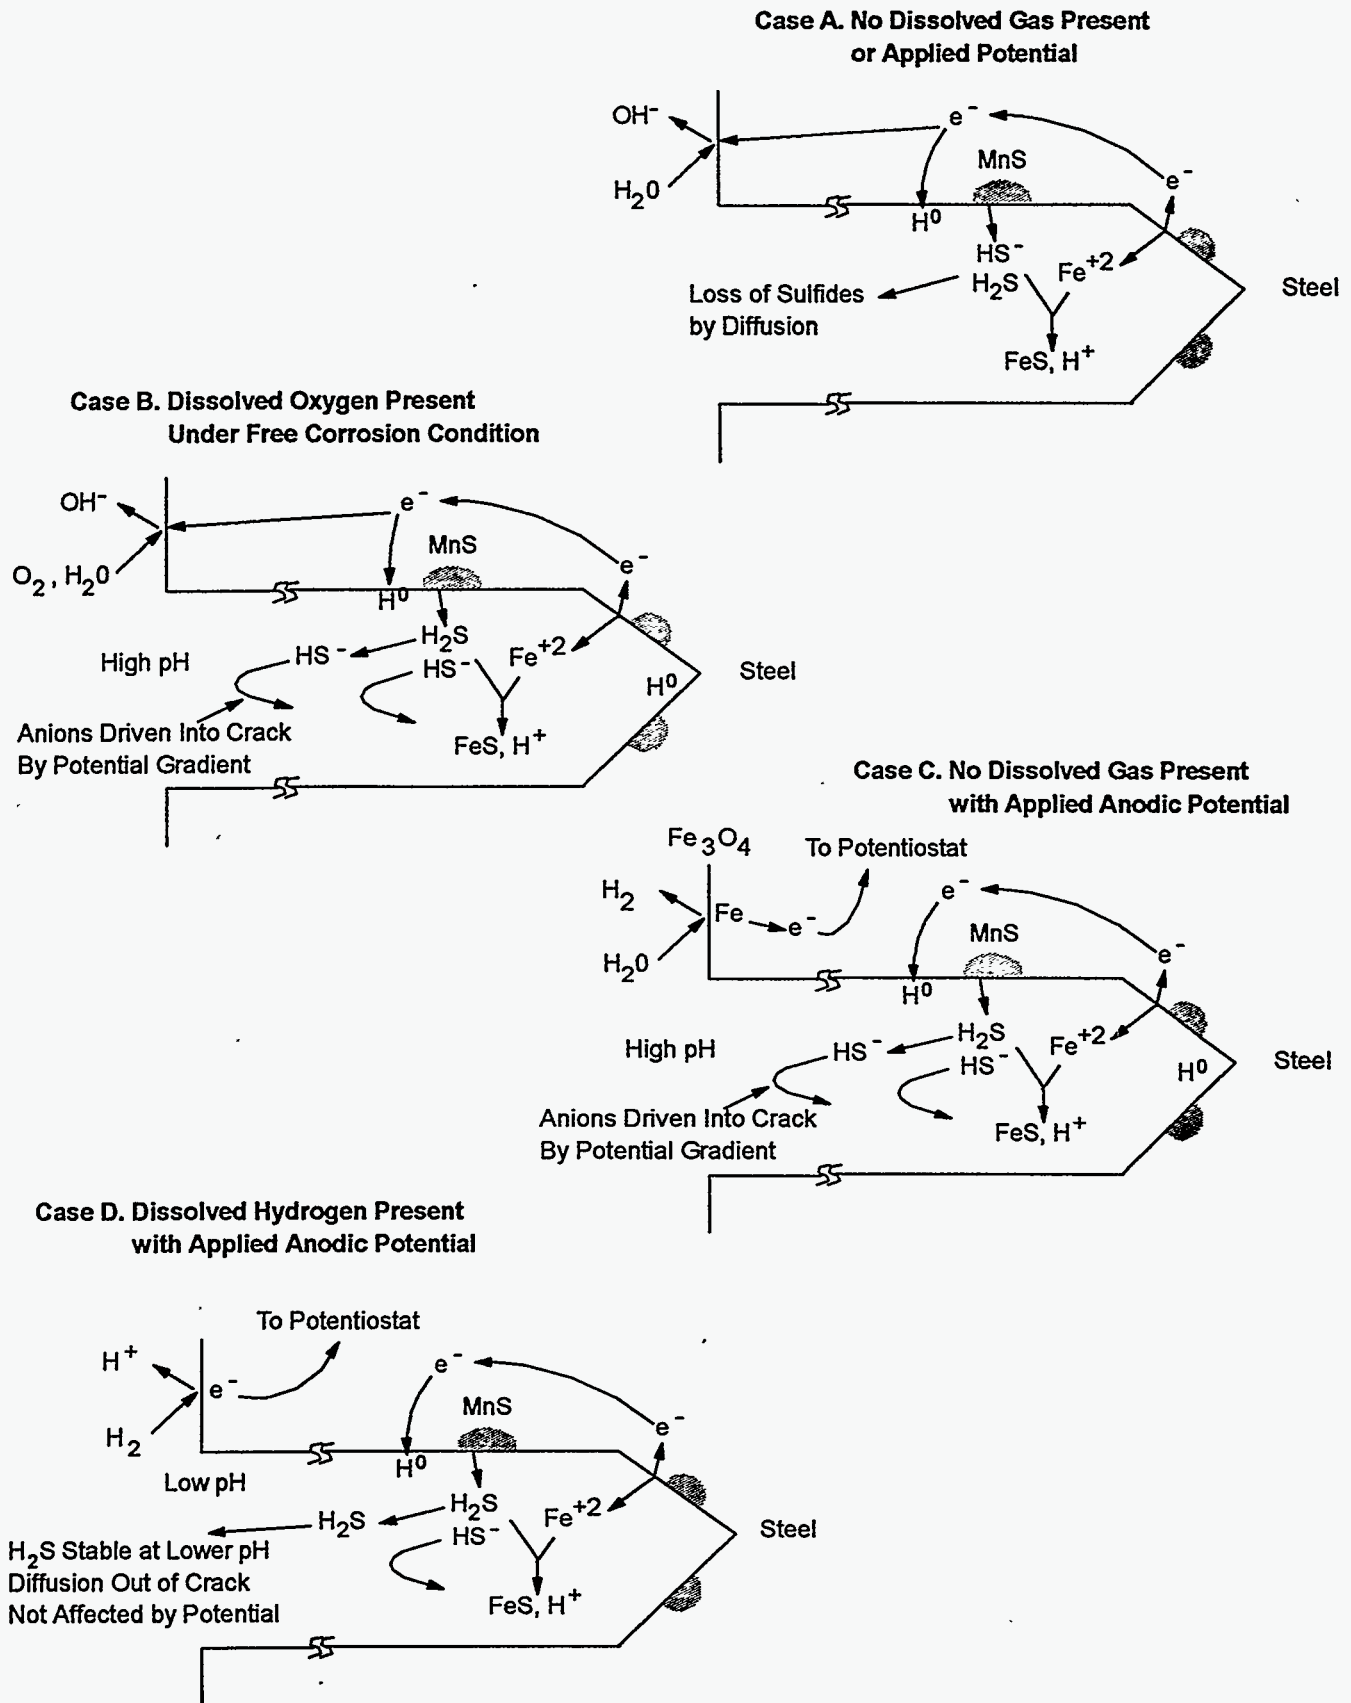 Case A. No Dissolved Gas Present
or Applied Potential
OH⁻
e⁻
MnS
e⁻
H₂0
H⁰
HS⁻
Fe⁺²
H₂S
Steel
Loss of Sulfides
by Diffusion
FeS, H⁺
Case B. Dissolved Oxygen Present
Under Free Corrosion Condition
OH⁻
e⁻
MnS
e⁻
O₂, H₂0
H⁰
H₂S
HS⁻
Fe⁺²
High pH
HS⁻
Steel
H⁰
Anions Driven Into Crack
By Potential Gradient
FeS, H⁺
Case C. No Dissolved Gas Present
with Applied Anodic Potential
Fe₃O₄
To Potentiostat
H₂
e⁻
Fe
e⁻
MnS
e⁻
H₂0
H⁰
H₂S
Fe⁺²
High pH
HS⁻
HS⁻
H⁰
Steel
Anions Driven Into Crack
By Potential Gradient
FeS, H⁺
Case D. Dissolved Hydrogen Present
with Applied Anodic Potential
To Potentiostat
H⁺
e⁻
e⁻
MnS
e⁻
H₂
H⁰
Low pH
H₂S
Fe⁺²
H₂S
HS⁻
Steel
H₂S Stable at Lower pH
Diffusion Out of Crack
Not Affected by Potential
FeS, H⁺